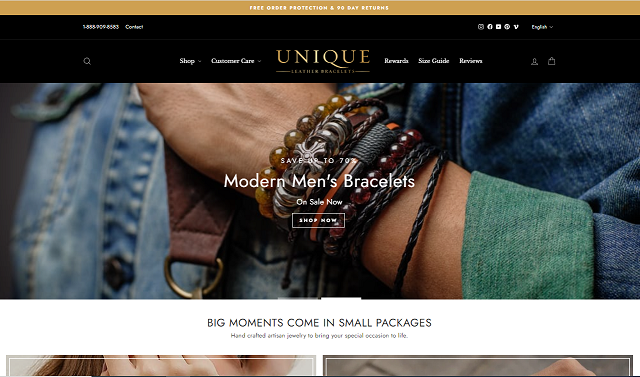 FREE ORDER PROTECTION & 90 DAY RETURNS
1-888-909-8583 Contact
English
Shop Customer Care
UNIQUE
LEATHER BRACELETS
Rewards Size Guide Reviews
SAVE UP TO 70%
Modern Men's Bracelets
On Sale Now
SHOP NOW
BIG MOMENTS COME IN SMALL PACKAGES
Hand crafted artisan jewelry to bring your special occasion to life.